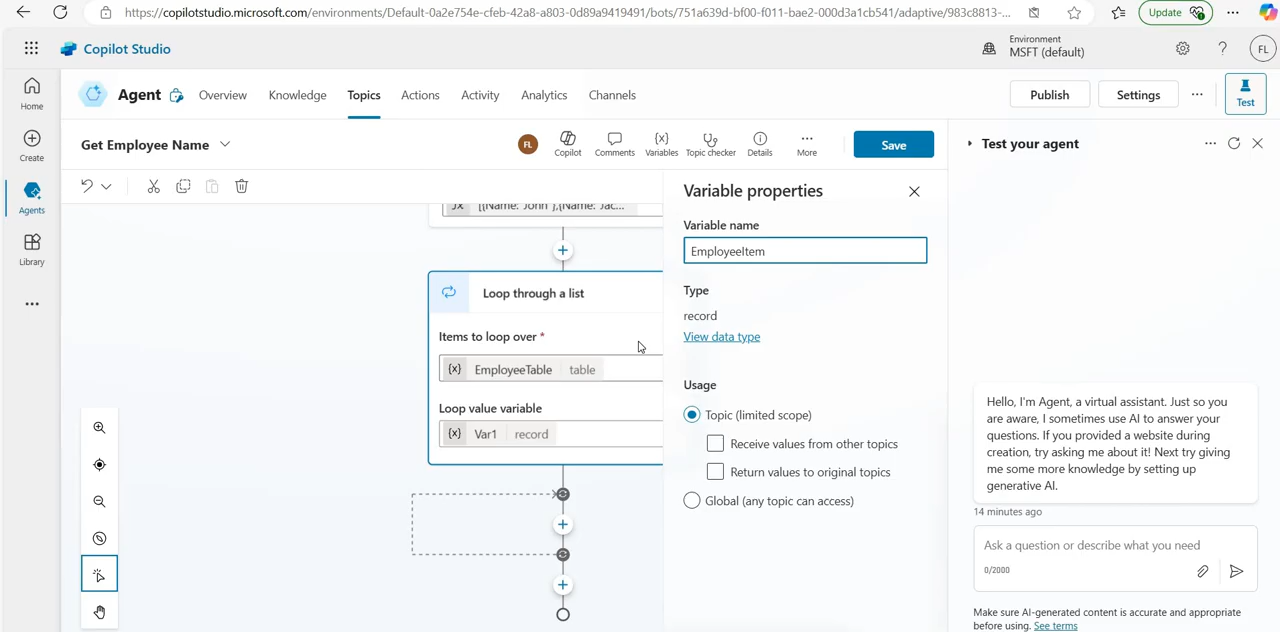 https://copilotstudio.microsoft.com/environments/Default-0a2e754e-cfeb-42a8-a803-0d89a9419491/bots/751a639d-bf00-f011-bae2-000d3a1cb541/adaptive/983c8813-...
Update
Copilot Studio
Environment
MSFT (default)
FL
Home
Create
Agents
Library
Agent
Overview
Knowledge
Topics
Actions
Activity
Analytics
Channels
Publish
Settings
Test
Get Employee Name
FL
Copilot
Comments
Variables
Topic checker
Details
More
Save
fx [{Name: "John"},{Name: "Jac...
Loop through a list
Items to loop over *
{x} EmployeeTable table
Loop value variable
{x} Var1 record
Variable properties
Variable name
EmployeeItem
Type
record
View data type
Usage
Topic (limited scope)
Receive values from other topics
Return values to original topics
Global (any topic can access)
Test your agent
Hello, I'm Agent, a virtual assistant. Just so you
are aware, I sometimes use AI to answer your
questions. If you provided a website during
creation, try asking me about it! Next try giving
me some more knowledge by setting up
generative AI.
14 minutes ago
Ask a question or describe what you need
0/2000
Make sure AI-generated content is accurate and appropriate
before using. See terms